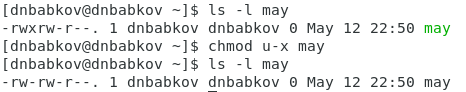 [dnbabkov@dnbabkov ~]$ ls -l may
-rwxrw-r--. 1 dnbabkov dnbabkov 0 May 12 22:50 may
[dnbabkov@dnbabkov ~]$ chmod u-x may
[dnbabkov@dnbabkov ~]$ ls -l may
-rw-rw-r--. 1 dnbabkov dnbabkov 0 May 12 22:50 may